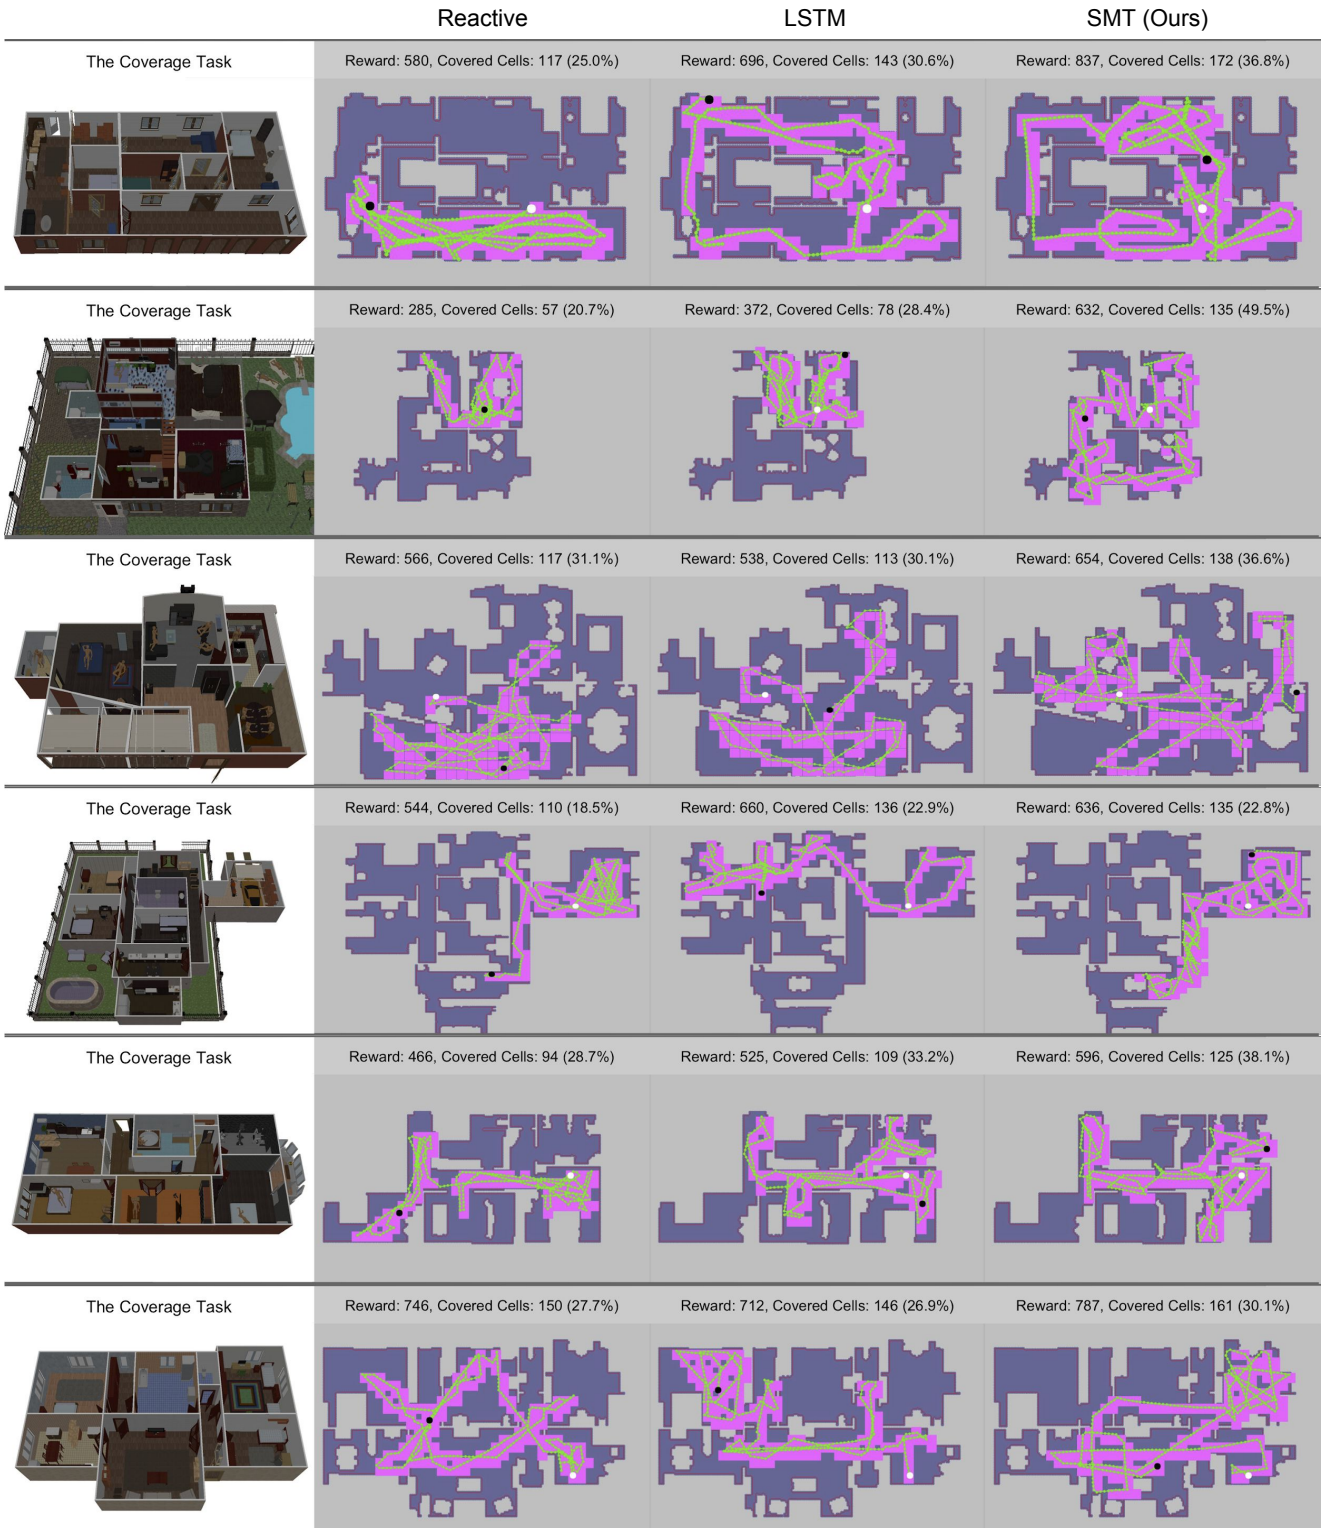 Reactive LSTM SMT (Ours)
The Coverage Task Reward: 580, Covered Cells: 117 (25.0%) Reward: 696, Covered Cells: 143 (30.6%) Reward: 837, Covered Cells: 172 (36.8%)
The Coverage Task Reward: 285, Covered Cells: 57 (20.7%) Reward: 372, Covered Cells: 78 (28.4%) Reward: 632, Covered Cells: 135 (49.5%)
The Coverage Task Reward: 566, Covered Cells: 117 (31.1%) Reward: 538, Covered Cells: 113 (30.1%) Reward: 654, Covered Cells: 138 (36.6%)
The Coverage Task Reward: 544, Covered Cells: 110 (18.5%) Reward: 660, Covered Cells: 136 (22.9%) Reward: 636, Covered Cells: 135 (22.8%)
The Coverage Task Reward: 466, Covered Cells: 94 (28.7%) Reward: 525, Covered Cells: 109 (33.2%) Reward: 596, Covered Cells: 125 (38.1%)
The Coverage Task Reward: 746, Covered Cells: 150 (27.7%) Reward: 712, Covered Cells: 146 (26.9%) Reward: 787, Covered Cells: 161 (30.1%)